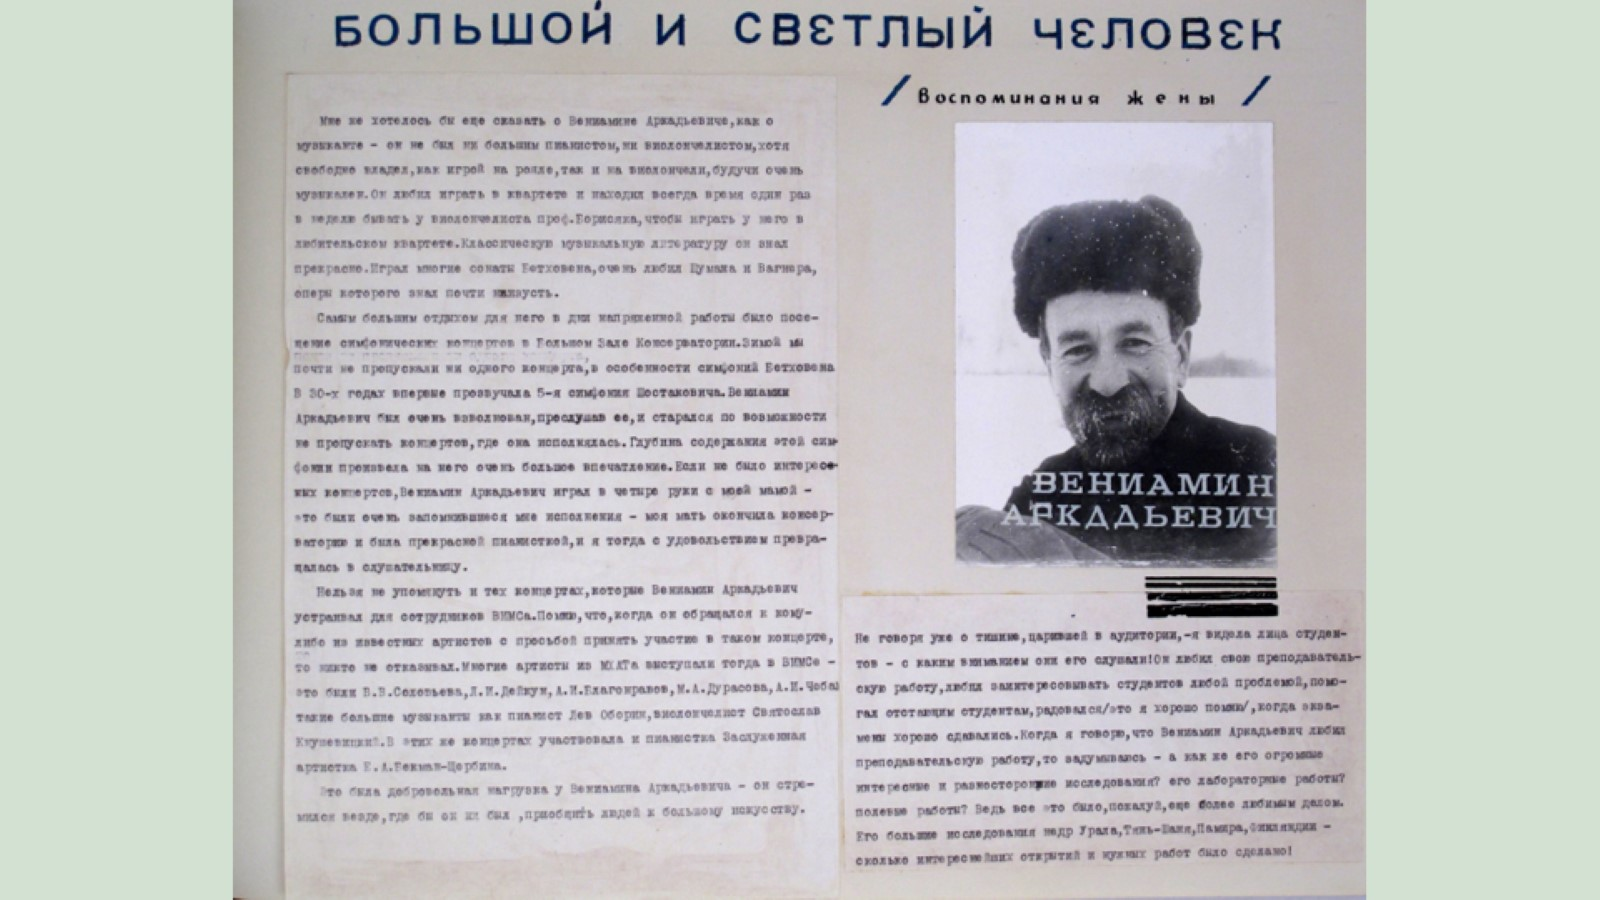 БОЛЬШОЙ И СВЕТЛЫЙ ЧЕЛОВЕК
/ Воспоминания жены /
Мне же хотелось бы еще сказать о Вениамине Аркадьевиче,как о
музыканте - он не был ни большим пианистом,ни виолончелистом,хотя
свободно владел,как игрой на рояле,так и на виолончели,будучи очень
музыкален.Он любил играть в квартете и находил всегда время один раз
в неделю бывать у виолончелиста проф.Борисяка,чтобы играть у него в
любительском квартете.Классическую музыкальную литературу он знал
прекрасно.Играл многие сонаты Бетховена,очень любил Шумана и Вагнера,
оперы которого знал почти наизусть.
Самым большим отдыхом для него в дни напряженной работы было посе-
щение симфонических концертов в Большом Зале Консерватории.Зимой мы
почти не пропускали ни одного концерта,в особенности симфоний Бетховена
В 30-х годах впервые прозвучала 5-я симфония Шостаковича.Вениамин
Аркадьевич был очень взволнован,прослушав ее,и старался по возможности
не пропускать концертов,где она исполнялась.Глубина содержания этой сим-
фонии произвела на него очень большое впечатление.Если не было интерес-
ных концертов,Вениамин Аркадьевич играл в четыре руки с моей мамой -
это были очень запомнившиеся мне исполнения - моя мать окончила консер-
ваторию и была прекрасной пианисткой,и я тогда с удовольствием превра-
щалась в слушательницу.
Нельзя не упомянуть и тех концертах,которые Вениамин Аркадьевич
устраивал для сотрудников ВИМСа.Помню,что,когда он обращался к кому-
либо из известных артистов с просьбой принять участие в таком концерте,
то никто не отказывал.Многие артисты из МХАТа выступали тогда в ВИМСе -
это были В.В.Соловьева,Л.И.Дейкун,А.И.Благонравов,М.А.Дурасова,А.И.Чебан
такие большие музыканты как пианист Лев Оборин,виолончелист Святослав
Кнушевицкий.В этих же концертах участвовала и пианистка Заслуженная
артистка Е.А.Бекман-Щербина.
Это была добровольная нагрузка у Вениамина Аркадьевича - он стре-
мился везде,где бы он ни был ,приобщить людей к большому искусству.
ВЕНИАМИН
АРКАДЬЕВИЧ
Не говоря уже о тишине,царившей в аудитории,-я видела лица студен-
тов - с каким вниманием они его слушали!Он любил свою преподаватель-
скую работу,любил заинтересовывать студентов любой проблемой,помо-
гал отстающим студентам,радовался/это я хорошо помню/,когда экза-
мены хорошо сдавались.Когда я говорю,что Вениамин Аркадьевич любил
преподавательскую работу,то задумываюсь - а как же его огромные
интересные и разносторонние исследования? его лабораторные работы?
полевые работы? Ведь все это было,пожалуй,еще более любимым делом.
Его большие исследования недр Урала,Тянь-Шаня,Памира,Финляндии -
сколько интереснейших открытий и нужных работ было сделано!